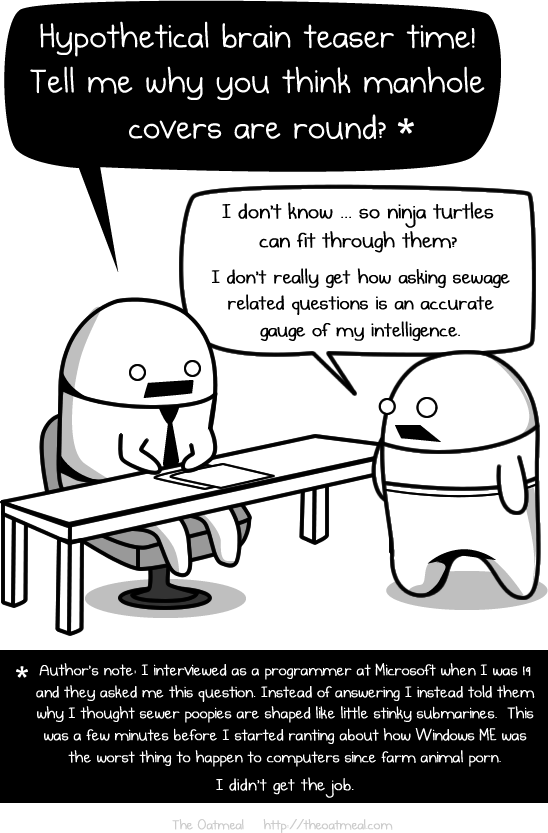 Hypothetical brain teaser time!
Tell me why you think manhole
covers are round? *
I don't know ... so ninja turtles
can fit through them?
I don't really get how asking sewage
related questions is an accurate
gauge of my intelligence.
* Author's note: I interviewed as a programmer at Microsoft when I was 19
and they asked me this question. Instead of answering I instead told them
why I thought sewer poopies are shaped like little stinky submarines. This
was a few minutes before I started ranting about how Windows ME was
the worst thing to happen to computers since farm animal porn.
I didn't get the job.
The Oatmeal http://theoatmeal.com